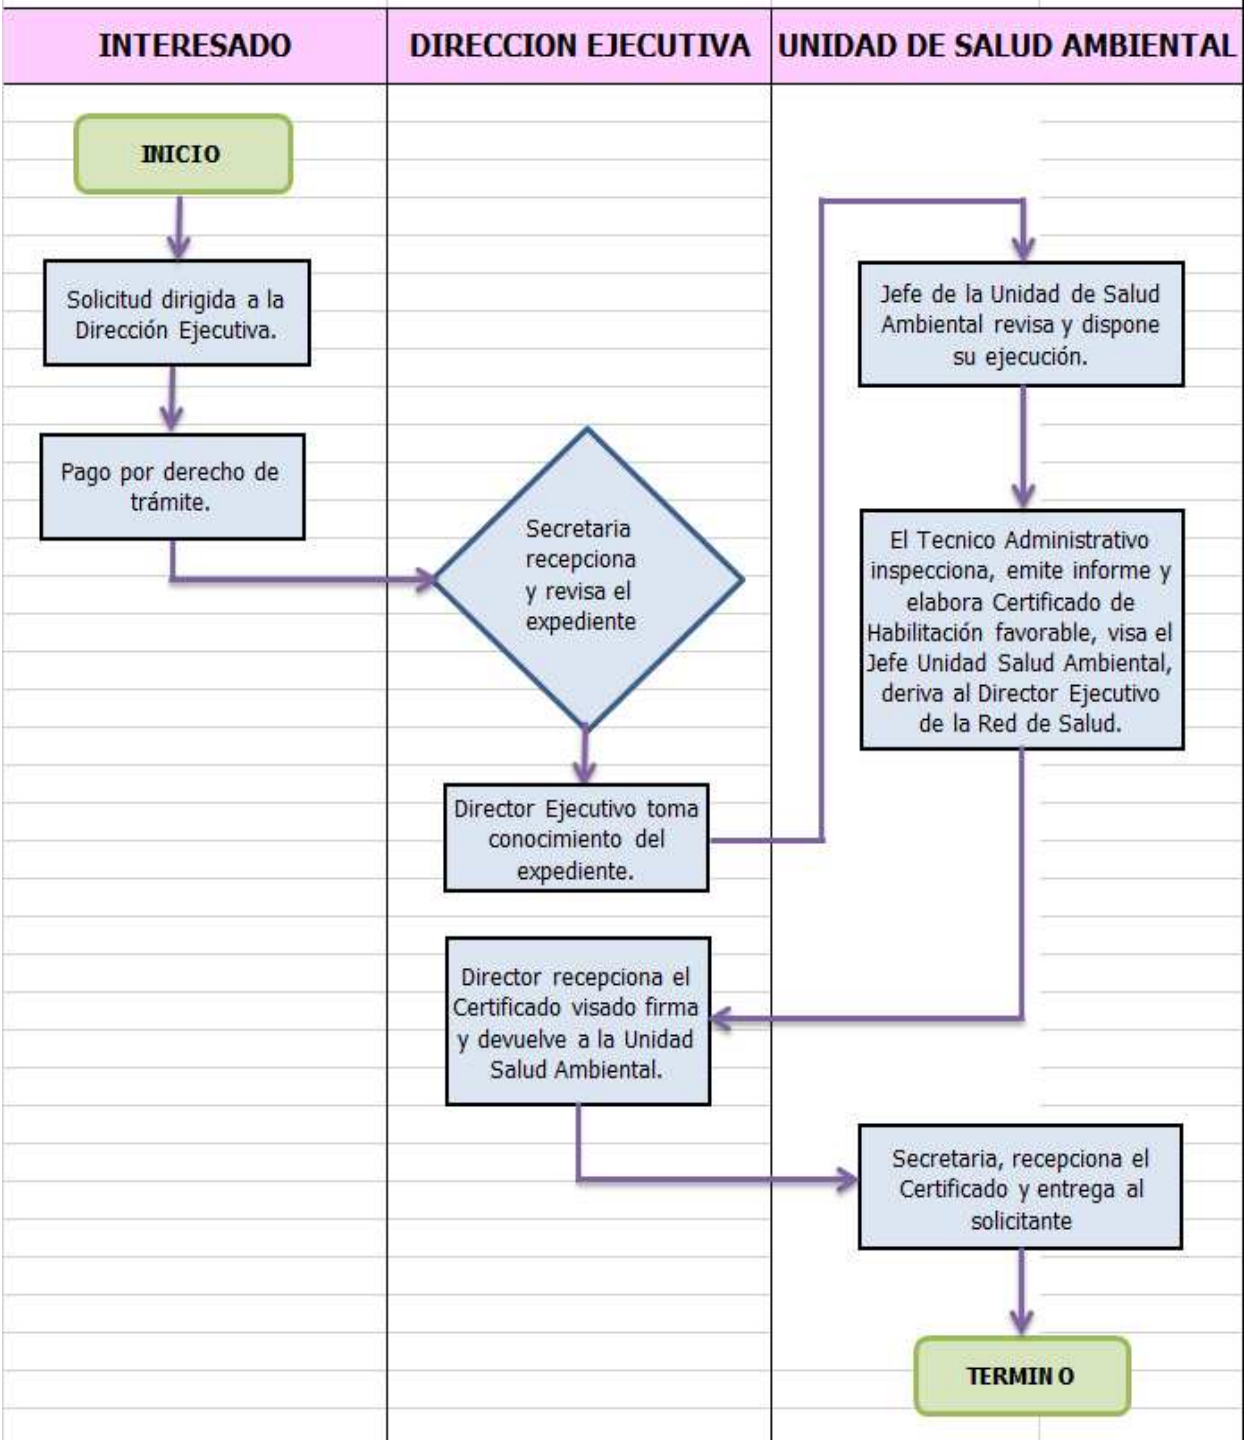 INTERESADO
DIRECCION EJECUTIVA
UNIDAD DE SALUD AMBIENTAL
INICIO
Solicitud dirigida a la
Dirección Ejecutiva.
Pago por derecho de
trámite.
Secretaria
recepciona
y revisa el
expediente
Director Ejecutivo toma
conocimiento del
expediente.
Jefe de la Unidad de Salud
Ambiental revisa y dispone
su ejecución.
El Tecnico Administrativo
inspecciona, emite informe y
elabora Certificado de
Habilitación favorable, visa el
Jefe Unidad Salud Ambiental,
deriva al Director Ejecutivo
de la Red de Salud.
Director recepciona el
Certificado visado firma
y devuelve a la Unidad
Salud Ambiental.
Secretaria, recepciona el
Certificado y entrega al
solicitante
TERMINO